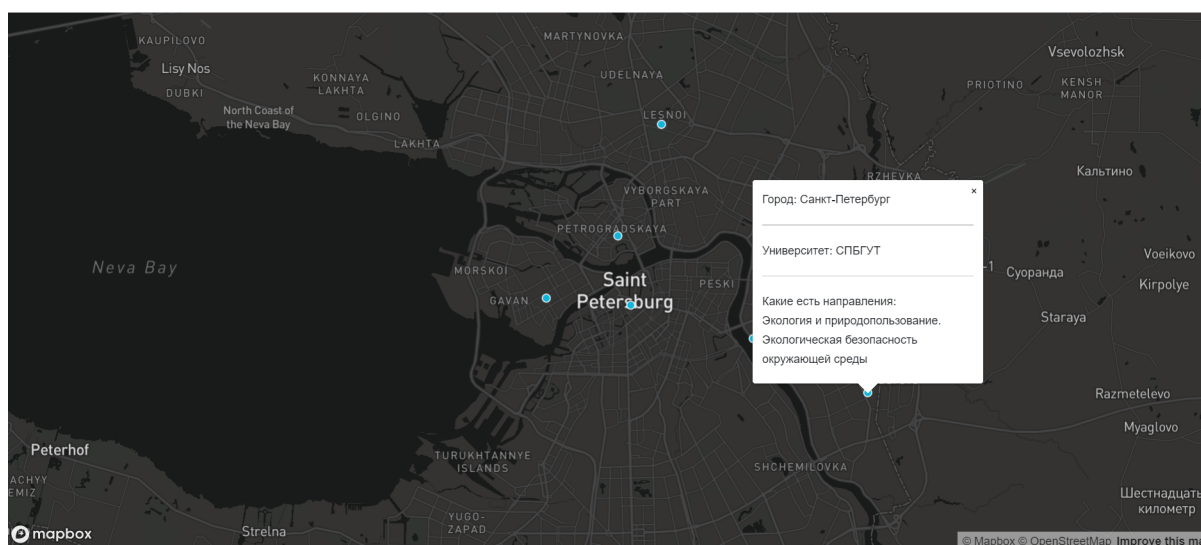 KAUPILOVO
MARTYNOVKA
Vsevolozhsk
Lisy Nos
UDELNAYA
KONNAYA
LAKHTA
PRIOTINO
KENSH
MANOR
DUBKI
North Coast of
the Neva Bay
OLGINO
LESNOI
LAKHTA
RZHEVKA
Кальтино
VYBORGSKAYA
PART
×
Город: Санкт-Петербург
PETROGRADSKAYA
Университет: СПБГУТ
Neva Bay
MORSKOI
Saint
Petersburg
PESKI
-1
Суоранда
Voeikovo
Kirpolye
GAVAN
Какие есть направления:
Экология и природопользование.
Экологическая безопасность
окружающей среды
Staraya
Razmetelevo
Myaglovo
Peterhof
TURUKHTANNYE
ISLANDS
SHCHEMILOVKA
ACHYY
EMIZ
Шестнадцать
километр
YUGO-
ZAPAD
Strelna
mapbox
© Mapbox © OpenStreetMap Improve this m